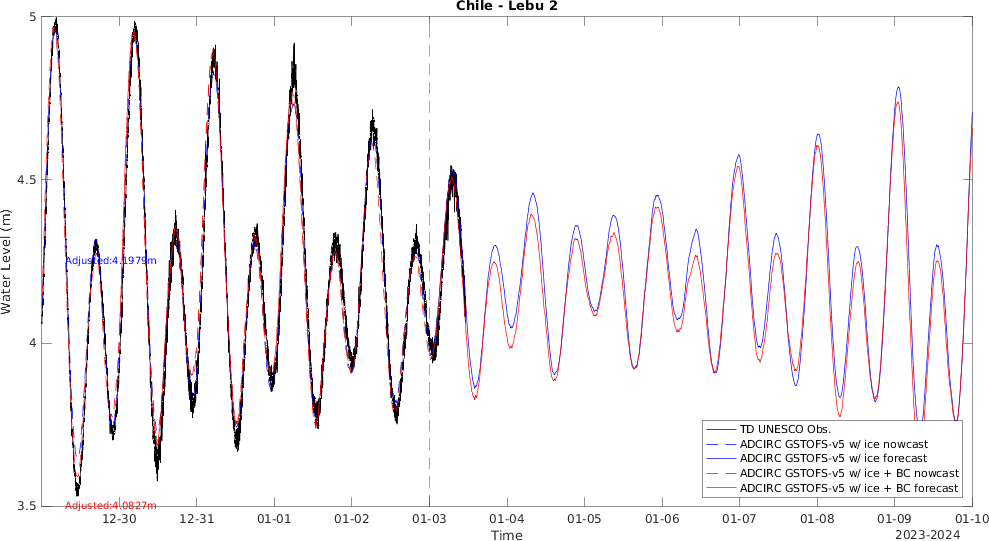 Chile - Lebu 2
5
4.5
4
3.5
Water Level (m)
Adjusted:4.1979m
Adjusted:4.0827m
TD UNESCO Obs.
ADCIRC GSTOFS-v5 w/ ice nowcast
ADCIRC GSTOFS-v5 w/ ice forecast
ADCIRC GSTOFS-v5 w/ ice + BC nowcast
ADCIRC GSTOFS-v5 w/ ice + BC forecast
12-30 12-31 01-01 01-02 01-03 01-04 01-05 01-06 01-07 01-08 01-09 01-10
Time
2023-2024